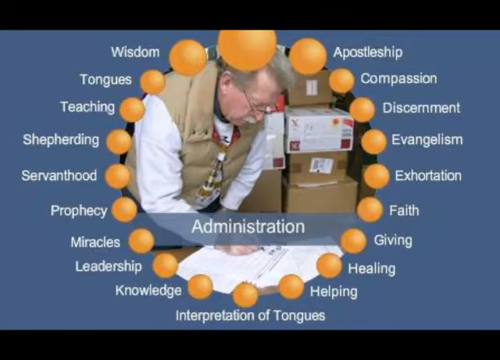 Wisdom
Apostleship
Tongues
Compassion
Teaching
Discernment
Shepherding
Evangelism
Servanthood
Exhortation
Prophecy
Faith
Administration
Miracles
Giving
Leadership
Healing
Knowledge
Helping
Interpretation of Tongues